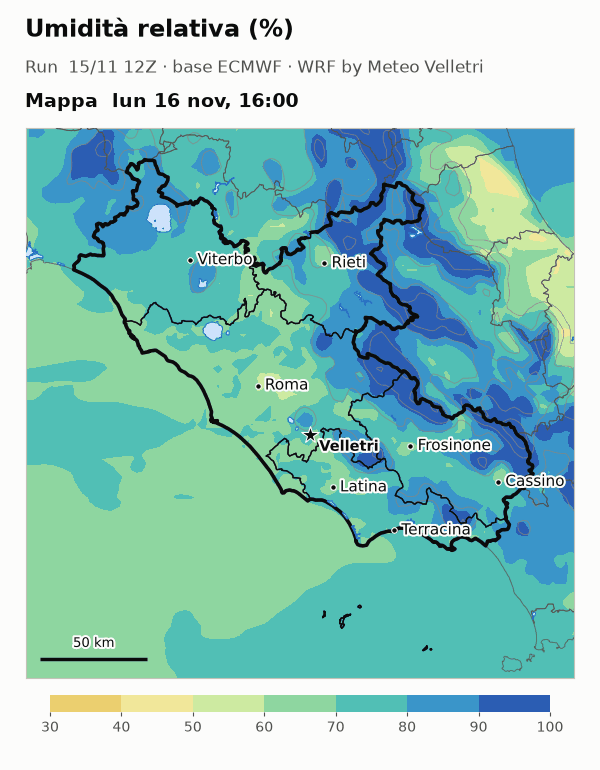 Umidità relativa (%)
Run  15/11 12Z · base ECMWF · WRF by Meteo Velletri
Mappa  lun 16 nov, 16:00
Viterbo
Rieti
Roma
Velletri
Frosinone
Latina
Cassino
Terracina
50 km
30 40 50 60 70 80 90 100